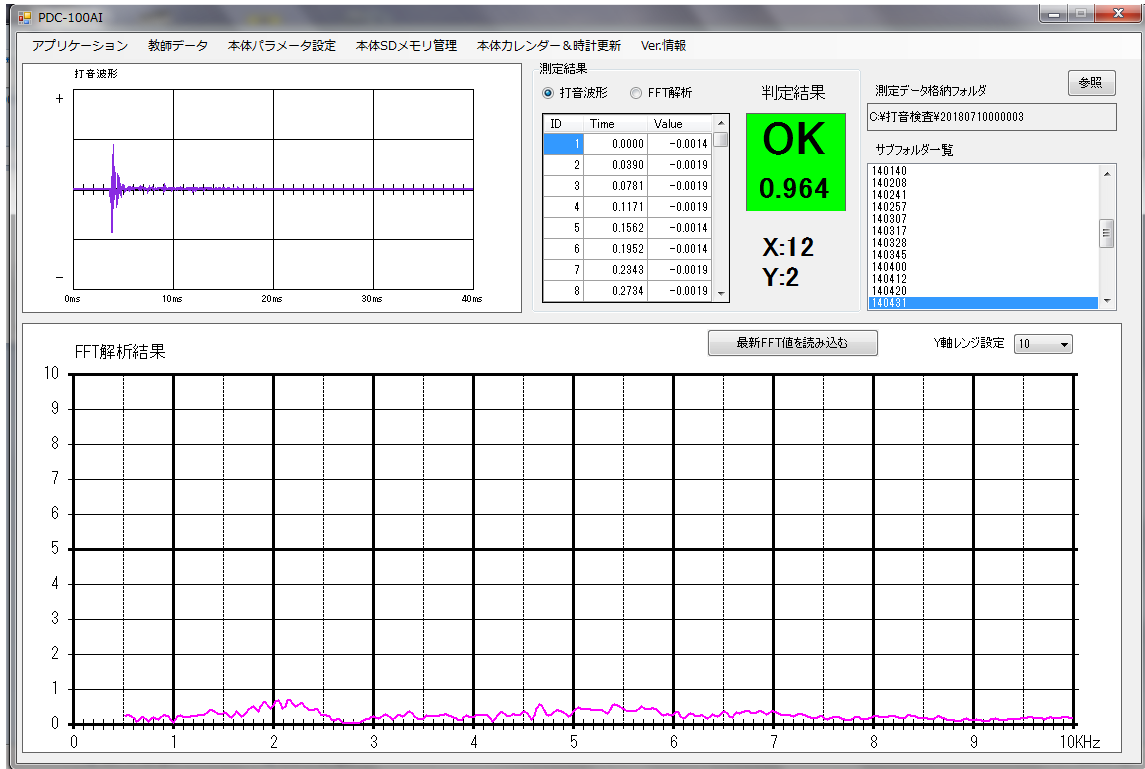 PDC-100AI
アプリケーション 教師データ 本体パラメータ設定 本体SDメモリ管理 本体カレンダー＆時計更新 Ver.情報
打音波形
+
−
0ms 10ms 20ms 30ms 40ms
測定結果
打音波形 FFT解析
ID Time Value
1 0.0000 -0.0014
2 0.0390 -0.0019
3 0.0781 -0.0019
4 0.1171 -0.0019
5 0.1562 -0.0014
6 0.1952 -0.0014
7 0.2343 -0.0019
8 0.2734 -0.0019
判定結果
OK
0.964
X:12
Y:2
参照
測定データ格納フォルダ
C:¥打音検査¥20180710000003
サブフォルダ一覧
140140
140208
140241
140257
140307
140317
140328
140345
140400
140412
140420
140431
FFT解析結果
最新FFT値を読み込む
Y軸レンジ設定 10
10
9
8
7
6
5
4
3
2
1
0
0 1 2 3 4 5 6 7 8 9 10KHz